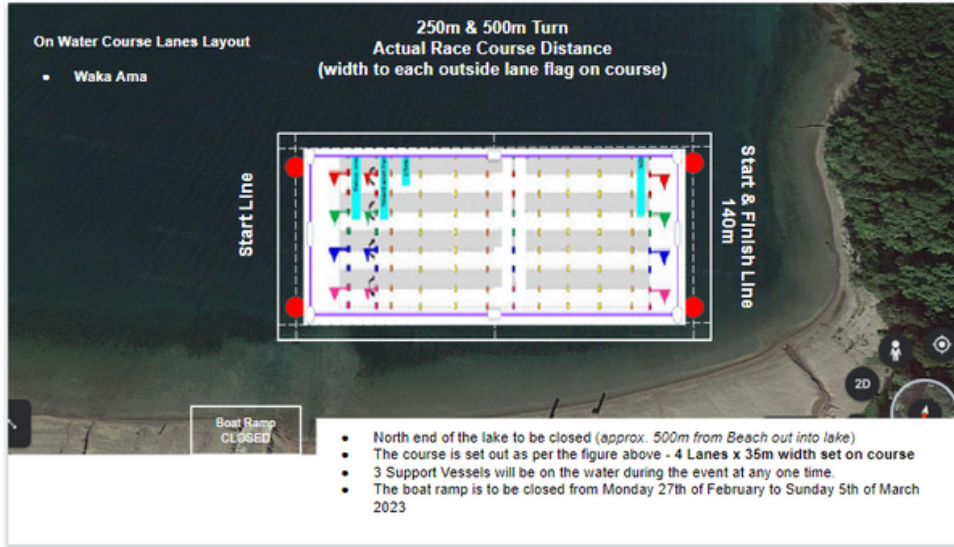 250m & 500m Turn
Actual Race Course Distance
(width to each outside lane flag on course)
On Water Course Lanes Layout
Waka Ama
Start Line
Start & Finish Line
140m
Boat Ramp
CLOSED
2D
North end of the lake to be closed (approx. 500m from Beach out into lake)
The course is set out as per the figure above - 4 Lanes x 35m width set on course
3 Support Vessels will be on the water during the event at any one time.
The boat ramp is to be closed from Monday 27th of February to Sunday 5th of March
2023